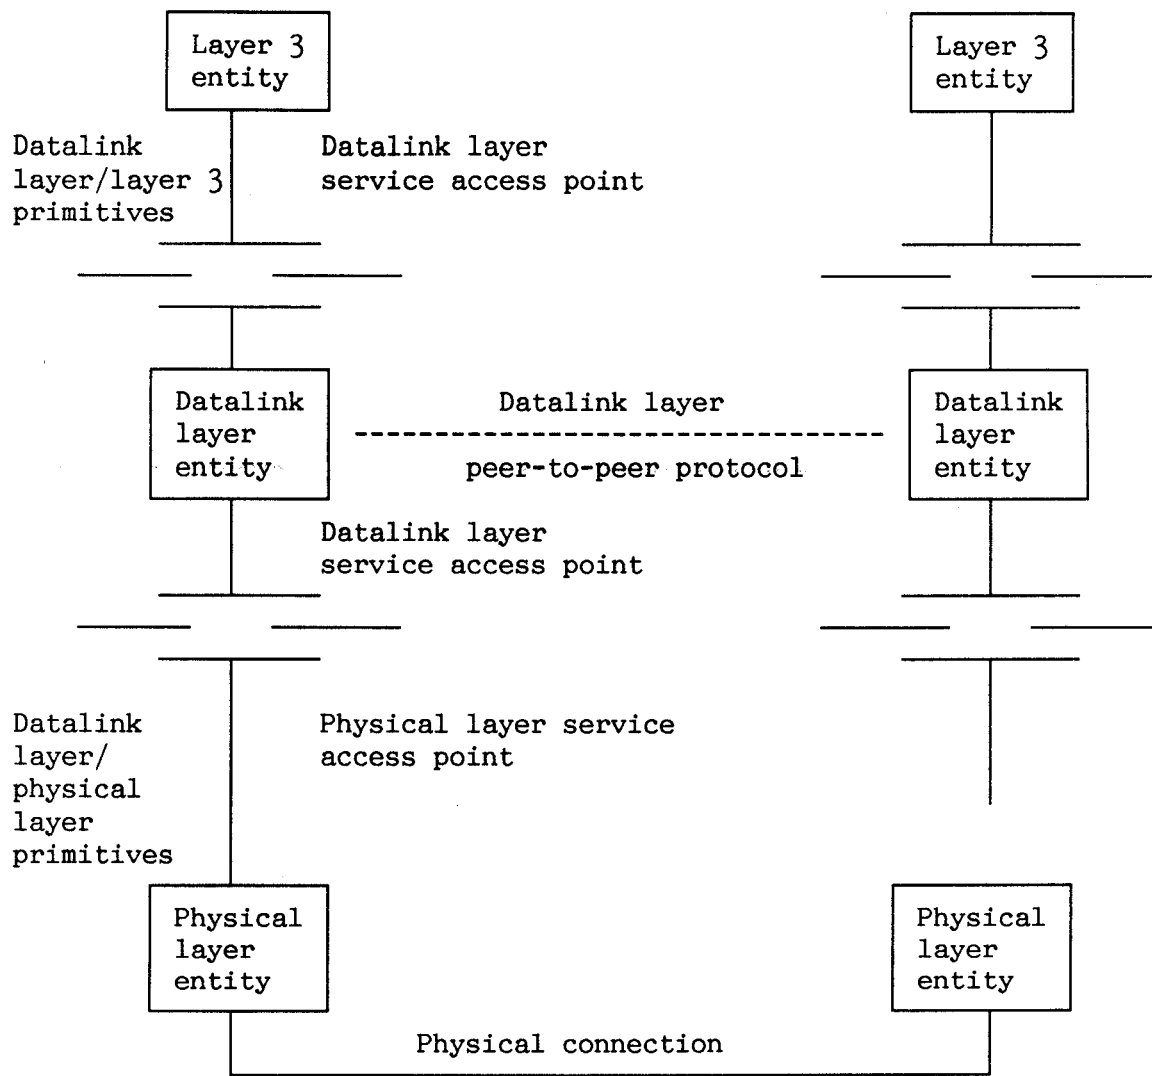 Layer 3
entity
Layer 3
entity
Datalink
layer/layer 3
primitives
Datalink layer
service access point
Datalink
layer
entity
Datalink layer
peer-to-peer protocol
Datalink
layer
entity
Datalink layer
service access point
Datalink
layer/
physical
layer
primitives
Physical layer service
access point
Physical
layer
entity
Physical
layer
entity
Physical connection